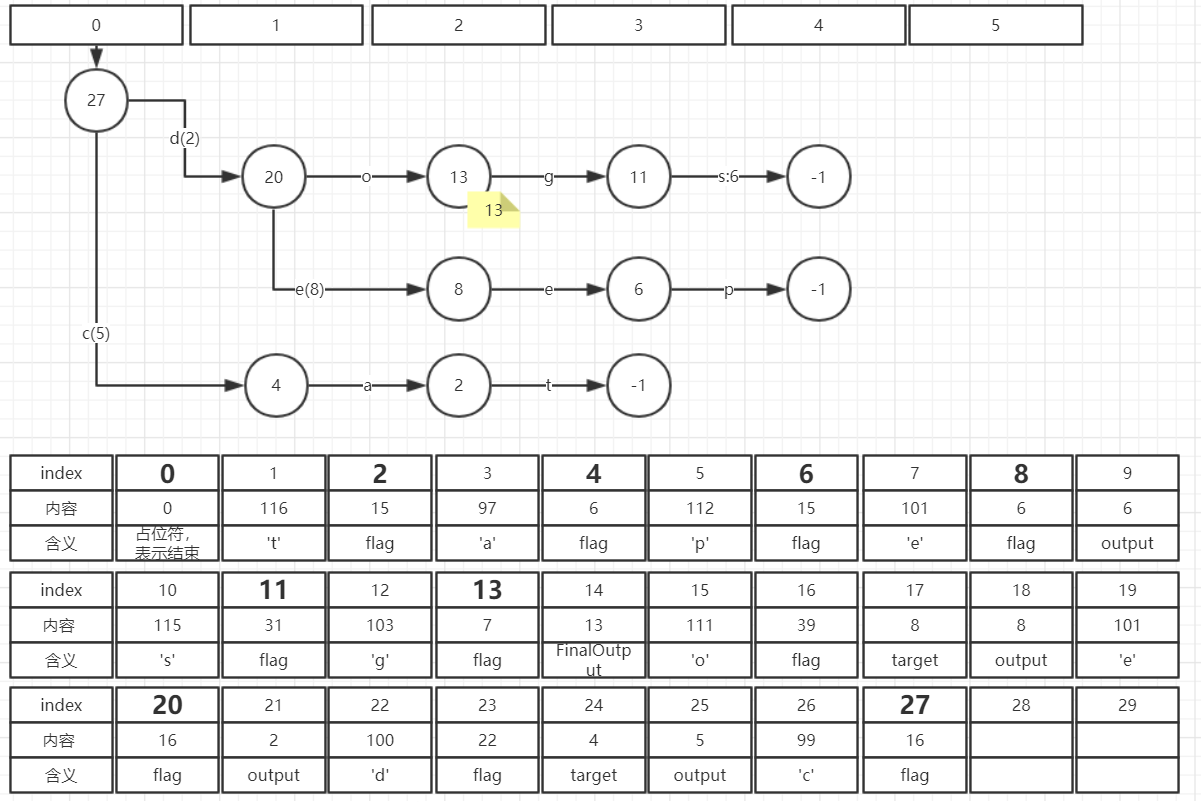 0 1 2 3 4 5
27
d(2)
20 o 13 g 11 s:6 -1
13
e(8) 8 e 6 p -1
c(5)
4 a 2 t -1
index 0 1 2 3 4 5 6 7 8 9
内容 0 116 15 97 6 112 15 101 6 6
含义 占位符，表示结束 't' flag 'a' flag 'p' flag 'e' flag output
index 10 11 12 13 14 15 16 17 18 19
内容 115 31 103 7 13 111 39 8 8 101
含义 's' flag 'g' flag FinalOutput 'o' flag target output 'e'
index 20 21 22 23 24 25 26 27 28 29
内容 16 2 100 22 4 5 99 16
含义 flag output 'd' flag target output 'c' flag